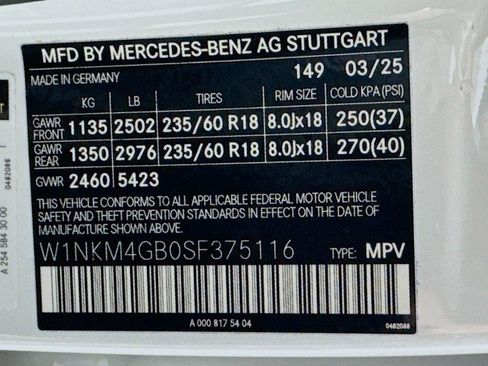 MFD BY MERCEDES-BENZ AG STUTTGART
MADE IN GERMANY 149 03/25
KG LB TIRES RIM SIZE COLD KPA (PSI)
GAWR FRONT 1135 2502 235/60 R18 8.0Jx18 250(37)
GAWR REAR 1350 2976 235/60 R18 8.0Jx18 270(40)
GVWR 2460 5423
THIS VEHICLE CONFORMS TO ALL APPLICABLE FEDERAL MOTOR VEHICLE
SAFETY BUMPER, AND THEFT PREVENTION STANDARDS IN EFFECT ON THE DATE
OF MANUFACTURE SHOWN ABOVE.
W1NKM4GB0SF375116 TYPE: MPV
A 000 817 54 04
0482088
A 254 584 30 00
0482088